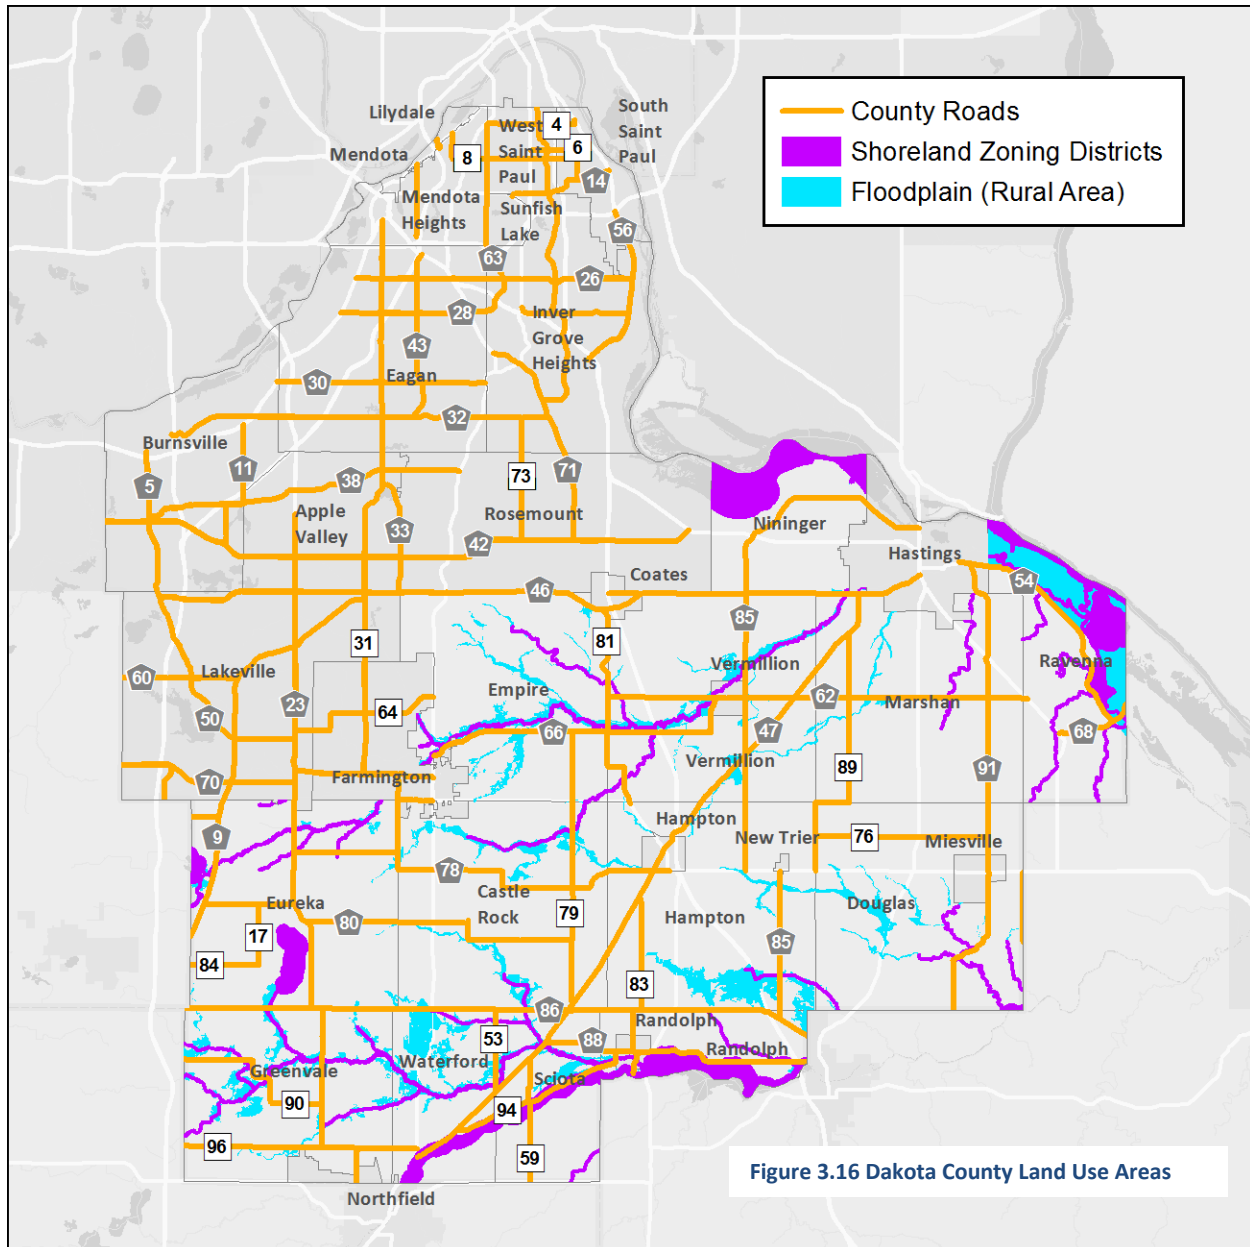 Lilydale
South
Saint
Paul
County Roads
Shoreland Zoning Districts
Floodplain (Rural Area)
West
Saint
Paul
4
6
8
14
Mendota
Mendota
Heights
Sunfish
Lake
56
63
26
28
Inver
Grove
Heights
43
Eagan
30
32
Burnsville
11
5
38
73
71
Apple
Valley
33
Rosemount
42
Nininger
Hastings
Coates
46
54
85
31
81
60
Lakeville
Vermillion
Ravenna
Empire
23
50
64
62
Marshan
66
47
68
Vermillion
70
Farmington
89
91
9
Hampton
New Trier
76
Miesville
78
Castle
Rock
Eureka
79
Hampton
Douglas
80
17
85
84
83
86
Randolph
53
88
Randolph
Greenvale
Waterford
Sciota
90
94
96
59
Northfield
Figure 3.16 Dakota County Land Use Areas